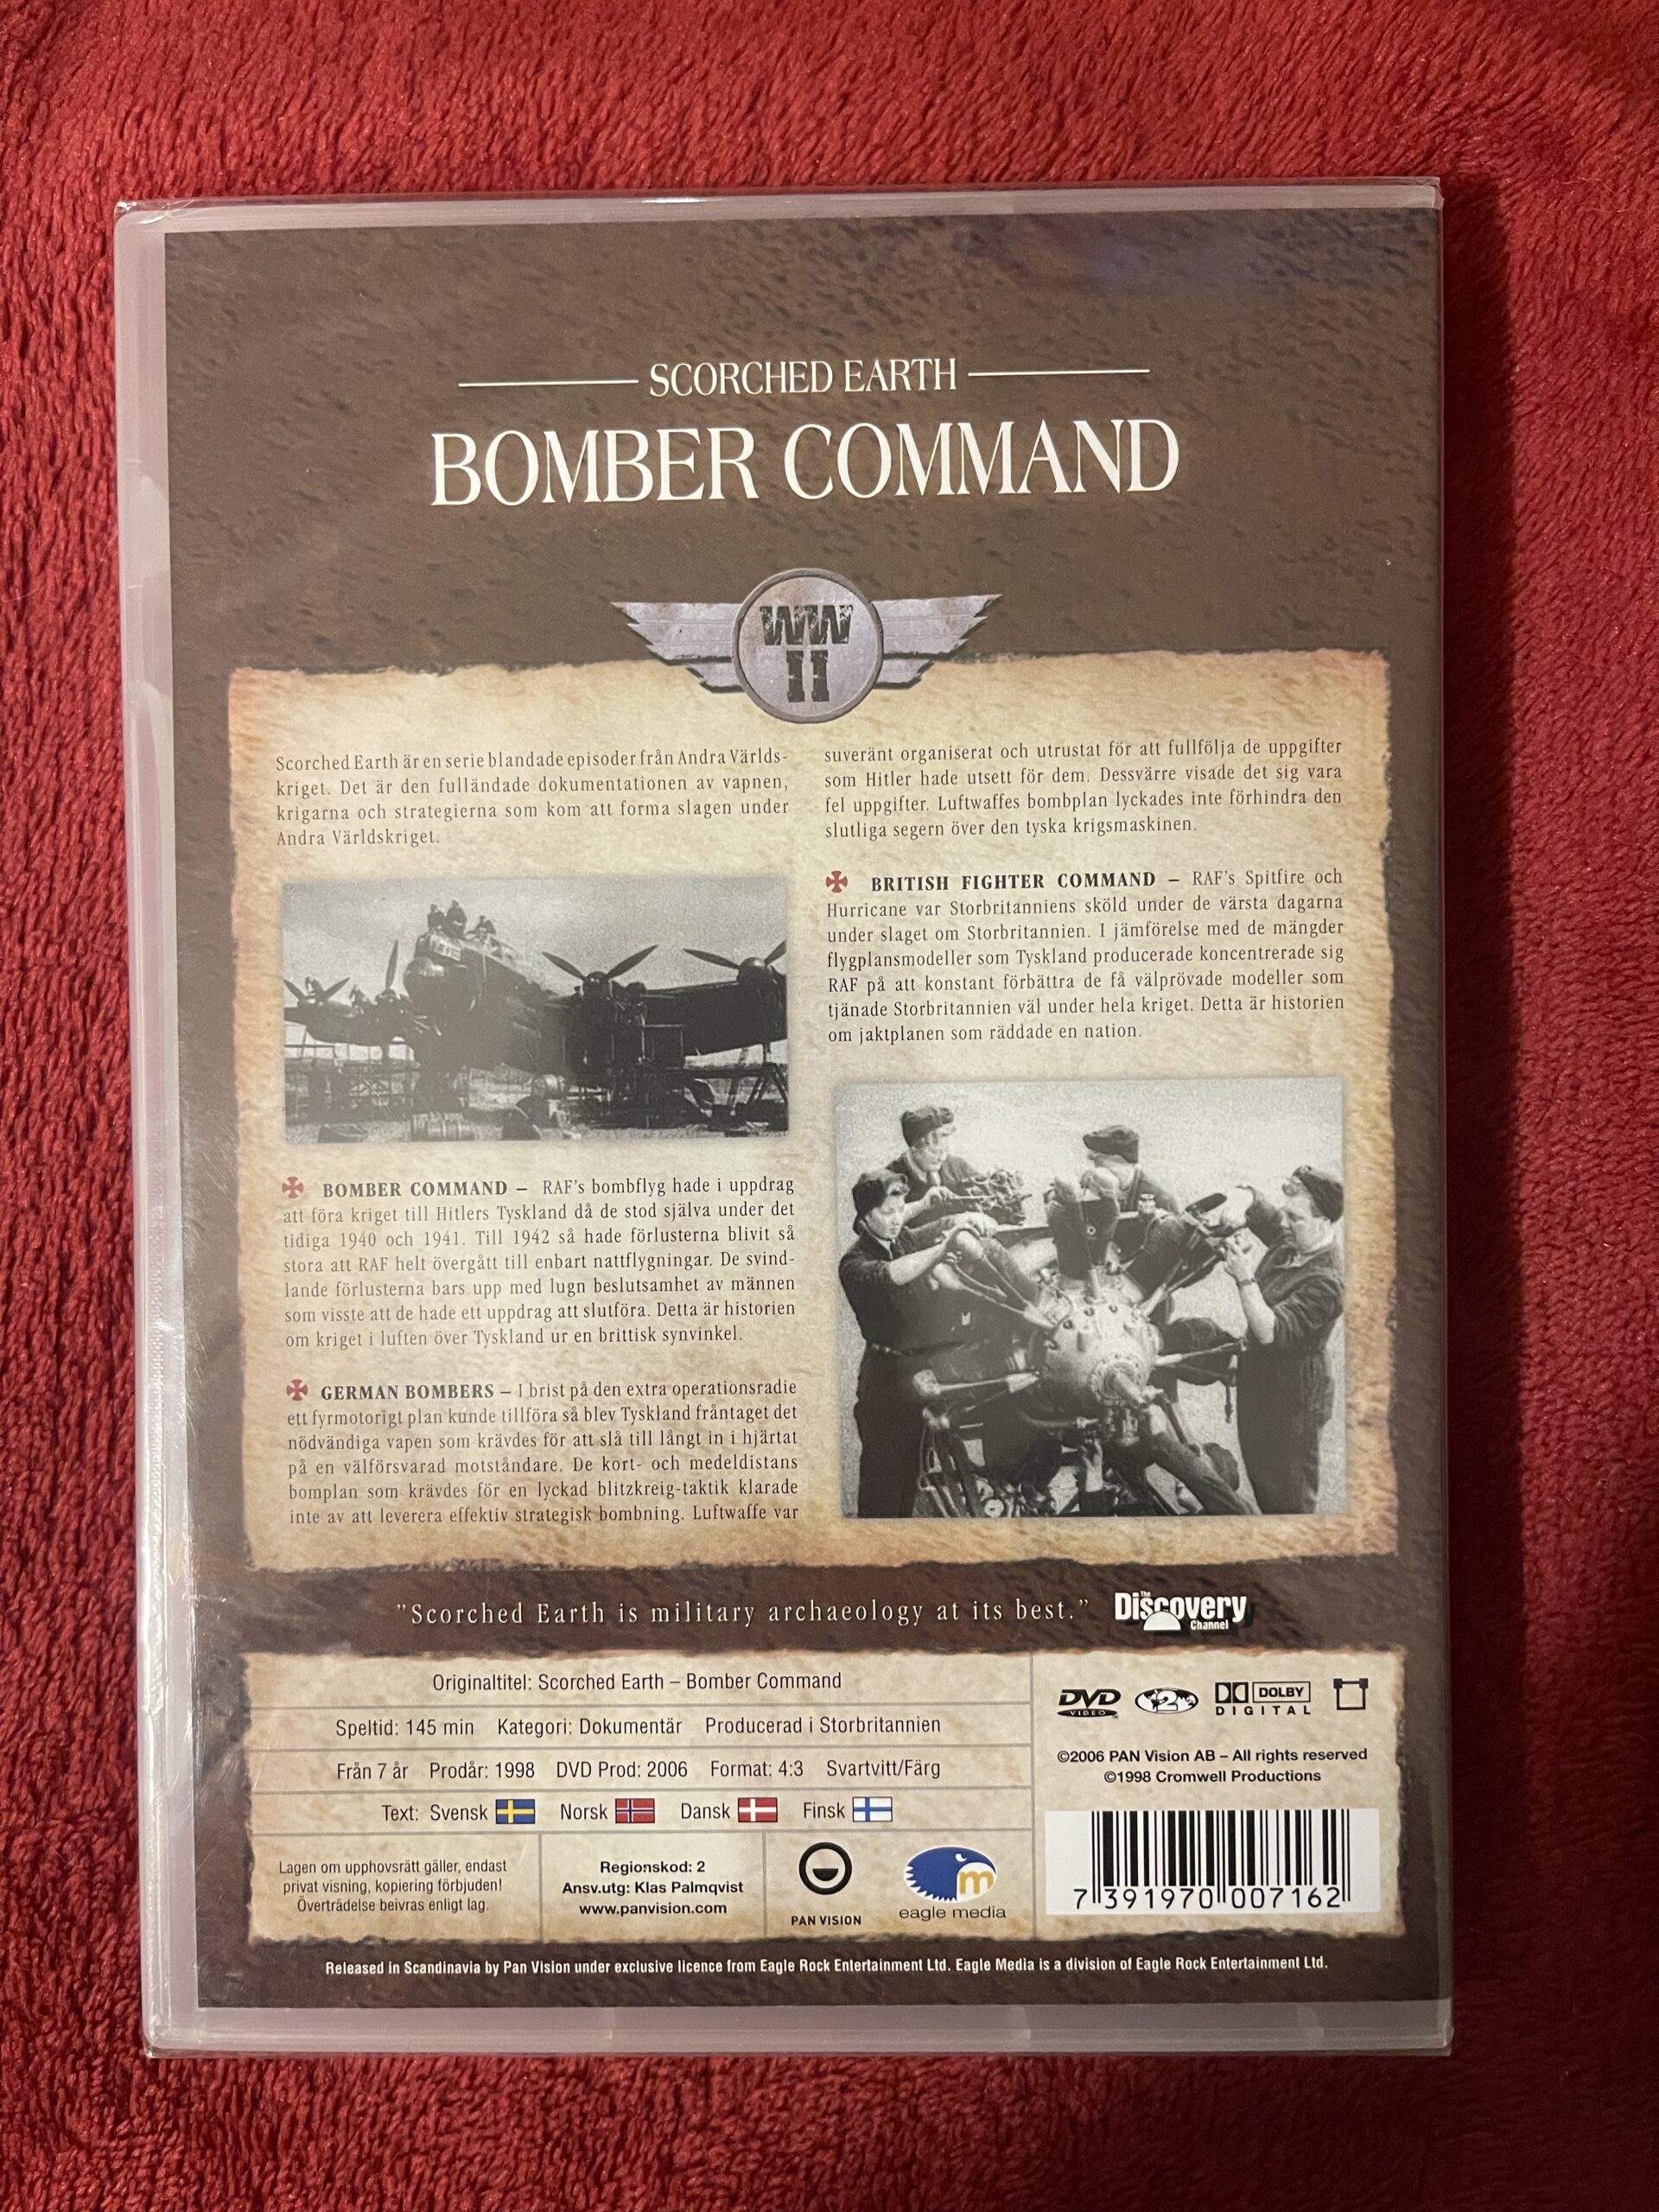 SCORCHED EARTH
BOMBER COMMAND
WW
II
Scorched Earth är en serie blandade episoder från Andra Världs-
kriget. Det är den fulländade dokumentationen av vapnen,
krigarna och strategierna som kom att forma slagen under
Andra Världskriget.
BOMBER COMMAND – RAF's bombflyg hade i uppdrag
att föra kriget till Hitlers Tyskland då de stod själva under det
tidiga 1940 och 1941. Till 1942 så hade förlusterna blivit så
stora att RAF helt övergått till enbart nattflygningar. De svind-
lande förlusterna bars upp med lugn beslutsamhet av männen
som visste att de hade ett uppdrag att slutföra. Detta är historien
om kriget i luften över Tyskland ur en brittisk synvinkel.
GERMAN BOMBERS – I brist på den extra operationsradie
ett fyrmotorigt plan kunde tillföra så blev Tyskland fråntaget det
nödvändiga vapen som krävdes för att slå till långt in i hjärtat
på en välförsvarad motståndare. De kort- och medeldistans
bomplan som krävdes för en lyckad blitzkreig-taktik klarade
inte av att leverera effektiv strategisk bombning. Luftwaffe var
suveränt organiserat och utrustat för att fullfölja de uppgifter
som Hitler hade utsett för dem. Dessvärre visade det sig vara
fel uppgifter. Luftwaffes bombplan lyckades inte förhindra den
slutliga segern över den tyska krigsmaskinen.
BRITISH FIGHTER COMMAND – RAF's Spitfire och
Hurricane var Storbritanniens sköld under de värsta dagarna
under slaget om Storbritannien. I jämförelse med de mängder
flygplansmodeller som Tyskland producerade koncentrerade sig
RAF på att konstant förbättra de få välprövade modeller som
tjänade Storbritannien väl under hela kriget. Detta är historien
om jaktplanen som räddade en nation.
"Scorched Earth is military archaeology at its best." The Discovery Channel
Originaltitel: Scorched Earth – Bomber Command
Speltid: 145 min Kategori: Dokumentär Producerad i Storbritannien
Från 7 år Prodår: 1998 DVD Prod: 2006 Format: 4:3 Svartvitt/Färg
Text: Svensk Norsk Dansk Finsk
Lagen om upphovsrätt gäller, endast
privat visning, kopiering förbjuden!
Överträdelse beivras enligt lag.
Regionskod: 2
Ansv.utg: Klas Palmqvist
www.panvision.com
PAN VISION
m
eagle media
DVD VIDEO 2 DOLBY DIGITAL
©2006 PAN Vision AB – All rights reserved
©1998 Cromwell Productions
7 391970 007162
Released in Scandinavia by Pan Vision under exclusive licence from Eagle Rock Entertainment Ltd. Eagle Media is a division of Eagle Rock Entertainment Ltd.